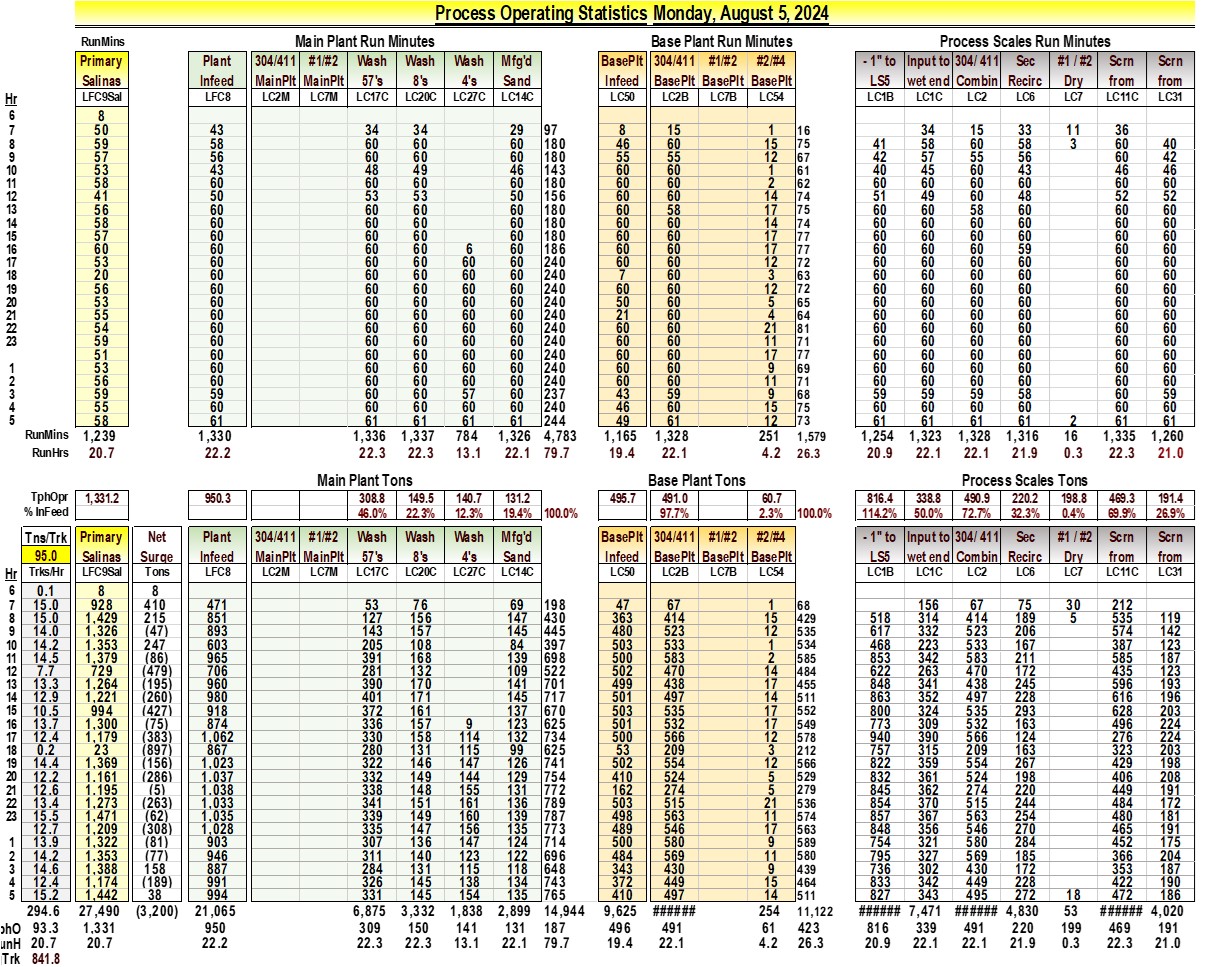 Process Operating Statistics Monday, August 5, 2024
RunMins Main Plant Run Minutes Base Plant Run Minutes Process Scales Run Minutes
Primary Plant 304/411 #1/#2 Wash Wash Wash Mfg'd BasePlt 304/411 #1/#2 #2/#4 - 1" to Input to 304/ 411 Sec #1 / #2 Scrn Scrn
Salinas Infeed MainPlt MainPlt 57's 8's 4's Sand Infeed BasePlt BasePlt BasePlt LS5 wet end Combin Recirc Dry from from
Hr LFC9Sal LFC8 LC2M LC7M LC17C LC20C LC27C LC14C LC50 LC2B LC7B LC54 LC1B LC1C LC2 LC6 LC7 LC11C LC31
6 8
7 50 43 34 34 29 97 8 15 1 16 34 15 33 11 36
8 59 58 60 60 60 180 46 60 15 75 41 58 60 58 3 60 40
9 57 56 60 60 60 180 55 55 12 67 42 57 55 56 60 42
10 53 43 48 49 46 143 60 60 1 61 40 45 60 43 46 46
11 58 60 60 60 60 180 60 60 2 62 60 60 60 60 60 60
12 41 50 53 53 50 156 60 60 14 74 51 49 60 48 52 52
13 56 60 60 60 60 180 60 58 17 75 60 60 58 60 60 60
14 58 60 60 60 60 180 60 60 14 74 60 60 60 60 60 60
15 57 60 60 60 60 180 60 60 17 77 60 60 60 60 60 60
16 60 60 60 60 6 60 186 60 60 17 77 60 60 60 59 60 60
17 53 60 60 60 60 60 240 60 60 12 72 60 60 60 60 60 60
18 20 60 60 60 60 60 240 7 60 3 63 60 60 60 60 60 60
19 56 60 60 60 60 60 240 60 60 12 72 60 60 60 60 60 60
20 53 60 60 60 60 60 240 50 60 5 65 60 60 60 60 60 60
21 55 60 60 60 60 60 240 21 60 4 64 60 60 60 60 60 60
22 54 60 60 60 60 60 240 60 60 21 81 60 60 60 60 60 60
23 59 60 60 60 60 60 240 60 60 11 71 60 60 60 60 60 60
51 60 60 60 60 60 240 60 60 17 77 60 60 60 60 60 60
1 53 60 60 60 60 60 240 60 60 9 69 60 60 60 60 60 60
2 56 60 60 60 60 60 240 60 60 11 71 60 60 60 60 60 60
3 59 59 60 60 57 60 237 43 59 9 68 59 59 59 58 60 59
4 55 60 60 60 60 60 240 46 60 15 75 60 60 60 60 60 60
5 58 61 61 61 61 61 244 49 61 12 73 61 61 61 61 2 61 61
RunMins 1,239 1,330 1,336 1,337 784 1,326 4,783 1,165 1,328 251 1,579 1,254 1,323 1,328 1,316 16 1,335 1,260
RunHrs 20.7 22.2 22.3 22.3 13.1 22.1 79.7 19.4 22.1 4.2 26.3 20.9 22.1 22.1 21.9 0.3 22.3 21.0
Main Plant Tons Base Plant Tons Process Scales Tons
TphOpr 1,331.2 950.3 308.8 149.5 140.7 131.2 495.7 491.0 60.7 816.4 338.8 490.9 220.2 198.8 469.3 191.4
% InFeed 46.0% 22.3% 12.3% 19.4% 100.0% 97.7% 2.3% 100.0% 114.2% 50.0% 72.7% 32.3% 0.4% 69.9% 26.9%
Tns/Trk Primary Net Plant 304/411 #1/#2 Wash Wash Wash Mfg'd BasePlt 304/411 #1/#2 #2/#4 - 1" to Input to 304/ 411 Sec #1 / #2 Scrn Scrn
95.0 Salinas Surge Infeed MainPlt MainPlt 57's 8's 4's Sand Infeed BasePlt BasePlt BasePlt LS5 wet end Combin Recirc Dry from from
Hr Trks/Hr LFC9Sal Tons LFC8 LC2M LC7M LC17C LC20C LC27C LC14C LC50 LC2B LC7B LC54 LC1B LC1C LC2 LC6 LC7 LC11C LC31
6 0.1 8 8
7 15.0 928 410 471 53 76 69 198 47 67 1 68 156 67 75 30 212
8 15.0 1,429 215 851 127 156 147 430 363 414 15 429 518 314 414 189 5 535 119
9 14.0 1,326 (47) 893 143 157 145 445 480 523 12 535 617 332 523 206 574 142
10 14.2 1,353 247 603 205 108 84 397 503 533 1 534 468 223 533 167 387 123
11 14.5 1,379 (86) 965 391 168 139 698 500 583 2 585 853 342 583 211 585 187
12 7.7 729 (479) 706 281 132 109 522 502 470 14 484 622 263 470 172 435 123
13 13.3 1,264 (195) 960 390 170 141 701 499 438 17 455 848 341 438 245 596 193
14 12.9 1,221 (260) 980 401 171 145 717 501 497 14 511 863 352 497 228 616 196
15 10.5 994 (427) 918 372 161 137 670 503 535 17 552 800 324 535 293 628 203
16 13.7 1,300 (75) 874 336 157 9 123 625 501 532 17 549 773 309 532 163 496 224
17 12.4 1,179 (383) 1,062 330 158 114 132 734 500 566 12 578 940 390 566 124 276 224
18 0.2 23 (897) 867 280 131 115 99 625 53 209 3 212 757 315 209 163 323 203
19 14.4 1,369 (156) 1,023 322 146 147 126 741 502 554 12 566 822 359 554 267 429 198
20 12.2 1,161 (286) 1,037 332 149 144 129 754 410 524 5 529 832 361 524 198 406 208
21 12.6 1,195 (5) 1,038 338 148 155 131 772 162 274 5 279 845 362 274 220 449 191
22 13.4 1,273 (263) 1,033 341 151 161 136 789 503 515 21 536 854 370 515 244 484 172
23 15.5 1,471 (62) 1,035 339 149 160 139 787 498 563 11 574 857 367 563 254 480 181
12.7 1,209 (308) 1,028 335 147 156 135 773 489 546 17 563 848 356 546 270 465 191
1 13.9 1,322 (81) 903 307 136 147 124 714 500 580 9 589 754 321 580 284 452 175
2 14.2 1,353 (77) 946 311 140 123 122 696 484 569 11 580 795 327 569 185 366 204
3 14.6 1,388 158 887 284 131 115 118 648 343 430 9 439 736 302 430 172 353 187
4 12.4 1,174 (189) 991 326 145 138 134 743 372 449 15 464 833 342 449 228 422 190
5 15.2 1,442 38 994 331 145 154 135 765 410 497 14 511 827 343 495 272 18 472 186
294.6 27,490 (3,200) 21,065 6,875 3,332 1,838 2,899 14,944 9,625 ###### 254 11,122 ###### 7,471 ###### 4,830 53 ###### 4,020
phO 93.3 1,331 950 309 150 141 131 187 496 491 61 423 816 339 491 220 199 469 191
unH 20.7 20.7 22.2 22.3 22.3 13.1 22.1 79.7 19.4 22.1 4.2 26.3 20.9 22.1 22.1 21.9 0.3 22.3 21.0
Trk 841.8